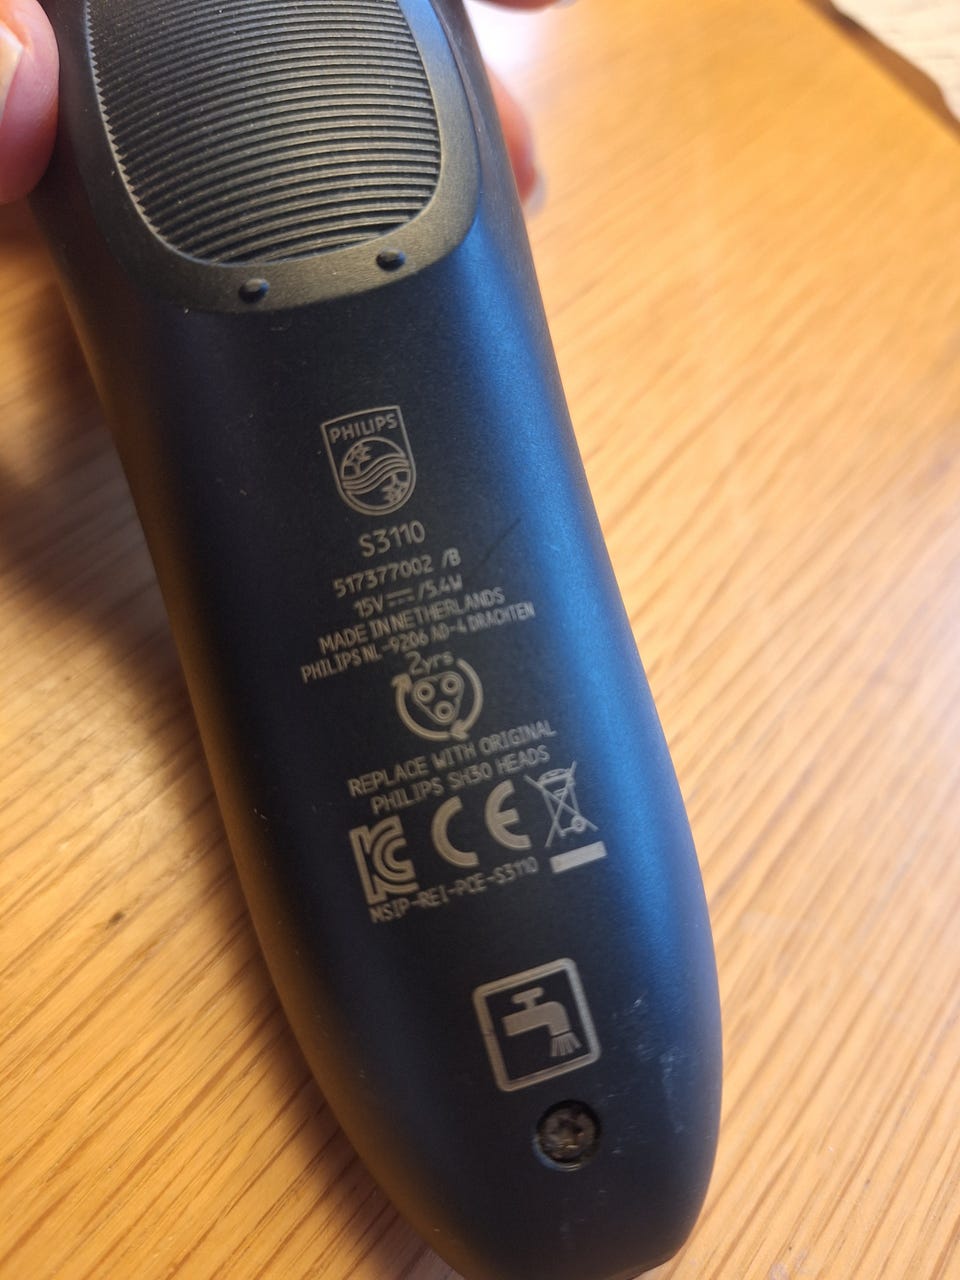 PHILIPS
S3110
517377002 /B
15V ⎓ /5.4W
MADE IN NETHERLANDS
PHILIPS NL-9206 AD-4 DRACHTEN
2yrs
REPLACE WITH ORIGINAL
PHILIPS SH30 HEADS
KC CE
MSIP-REI-PCE-S3110